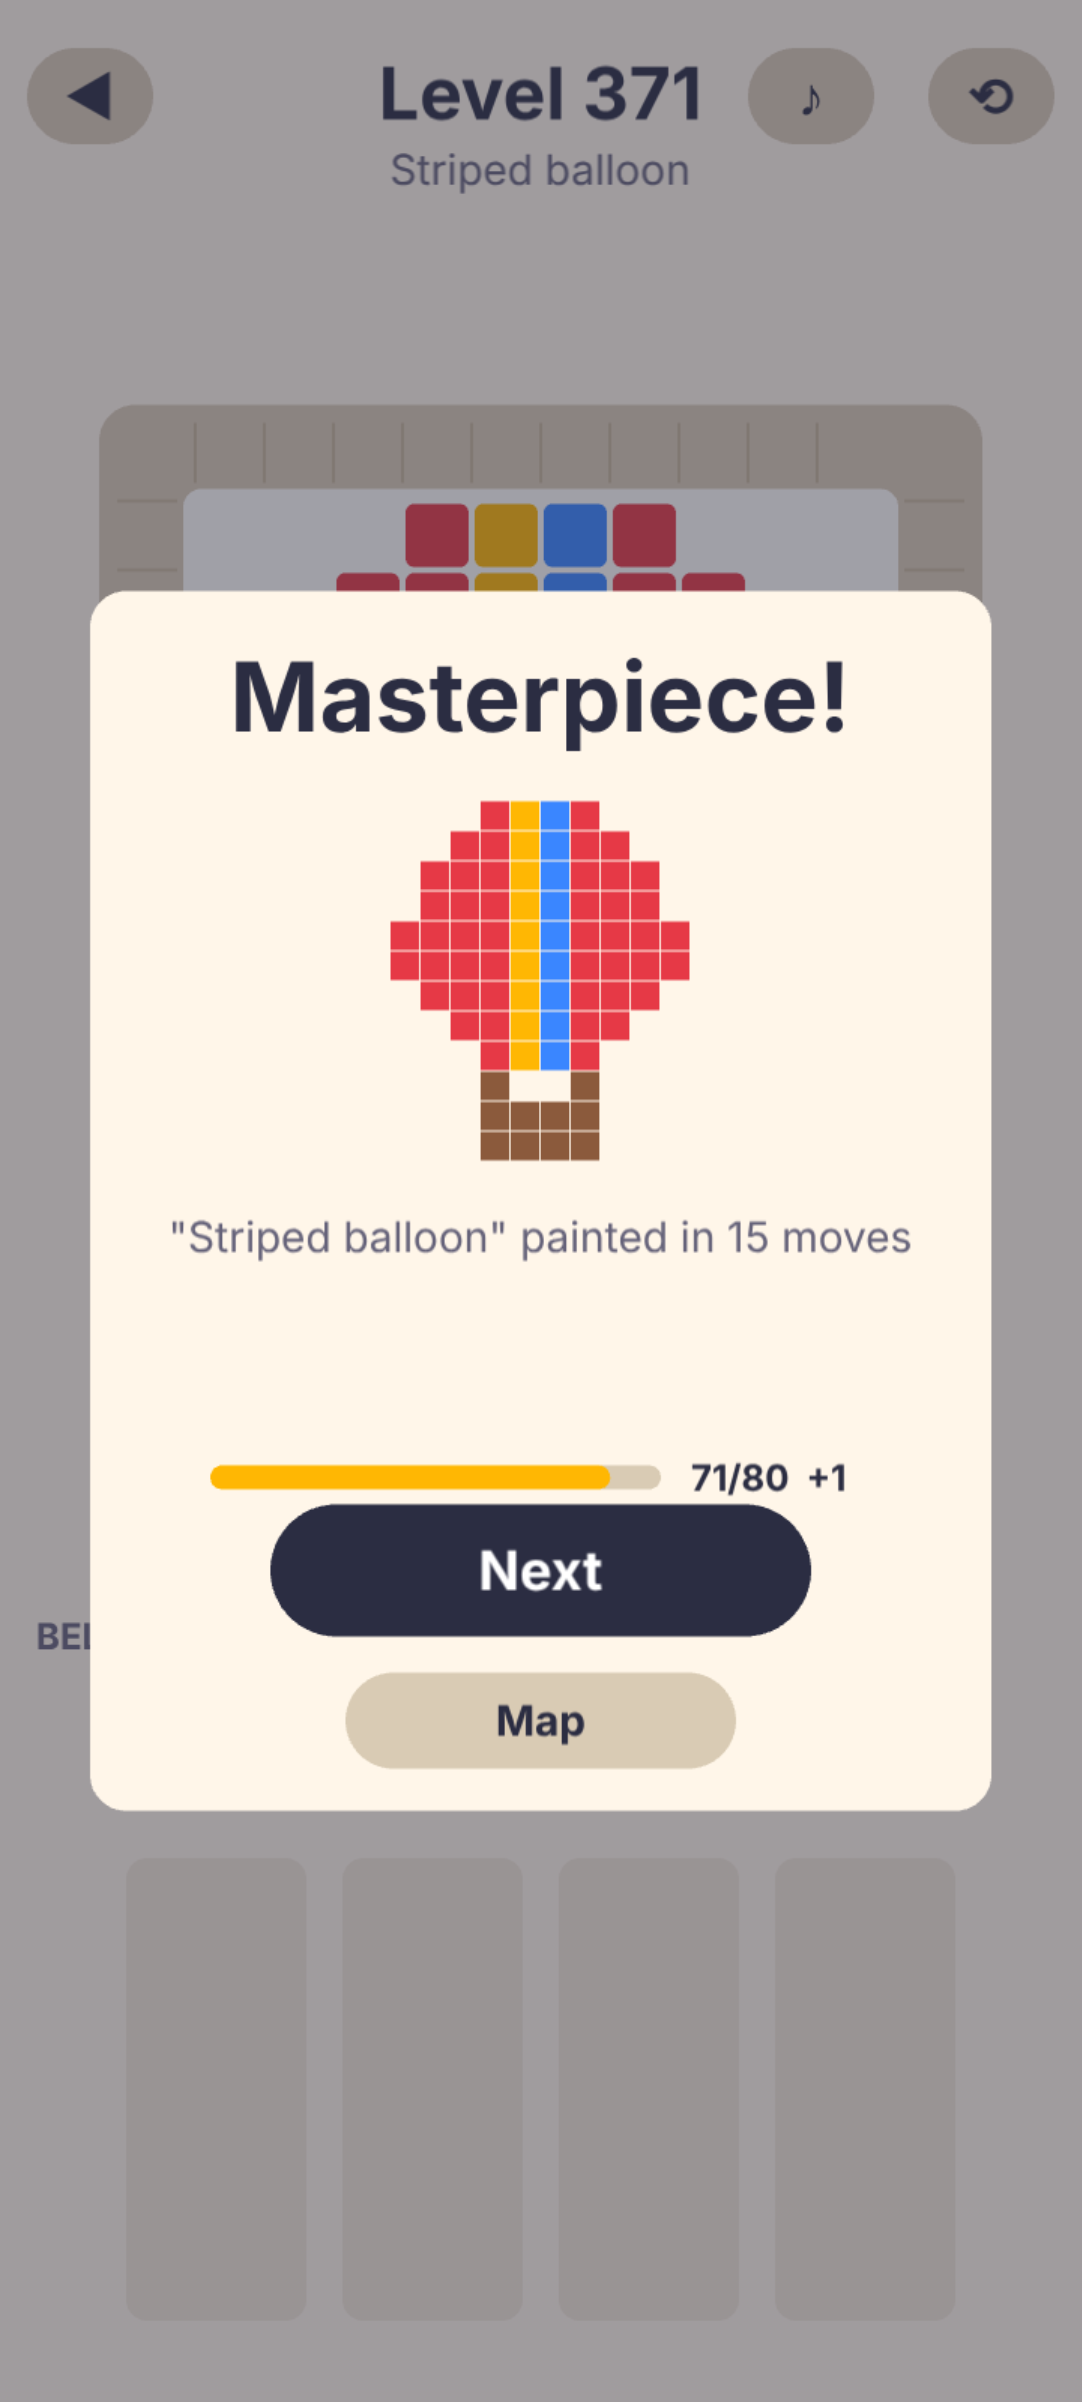 Level 371
Striped balloon
Masterpiece!
"Striped balloon" painted in 15 moves
71/80 +1
Next
Map